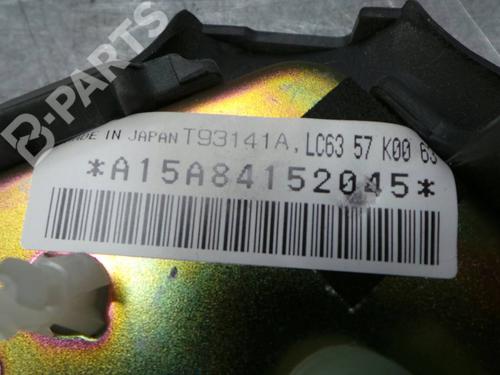 B-PARTS
MADE IN JAPAN T93141A, LC63 57 K00 63
*A15A84152045*